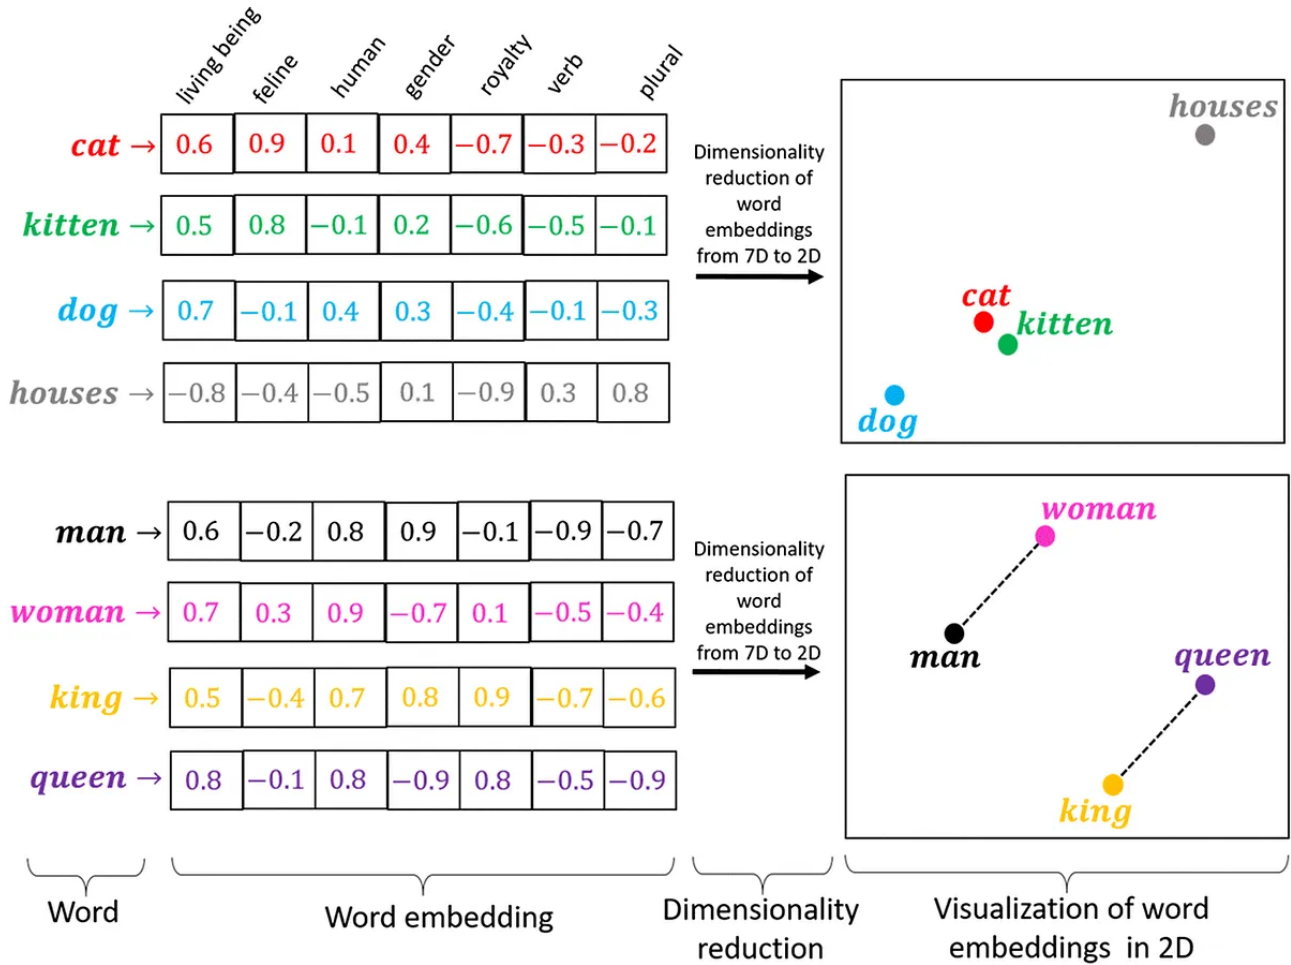 living being feline human gender royalty verb plural
cat → 0.6 0.9 0.1 0.4 −0.7 −0.3 −0.2
kitten → 0.5 0.8 −0.1 0.2 −0.6 −0.5 −0.1
dog → 0.7 −0.1 0.4 0.3 −0.4 −0.1 −0.3
houses → −0.8 −0.4 −0.5 0.1 −0.9 0.3 0.8
Dimensionality
reduction of
word
embeddings
from 7D to 2D
houses
cat
kitten
dog
man → 0.6 −0.2 0.8 0.9 −0.1 −0.9 −0.7
woman → 0.7 0.3 0.9 −0.7 0.1 −0.5 −0.4
king → 0.5 −0.4 0.7 0.8 0.9 −0.7 −0.6
queen → 0.8 −0.1 0.8 −0.9 0.8 −0.5 −0.9
Dimensionality
reduction of
word
embeddings
from 7D to 2D
woman
man
queen
king
Word
Word embedding
Dimensionality
reduction
Visualization of word
embeddings in 2D